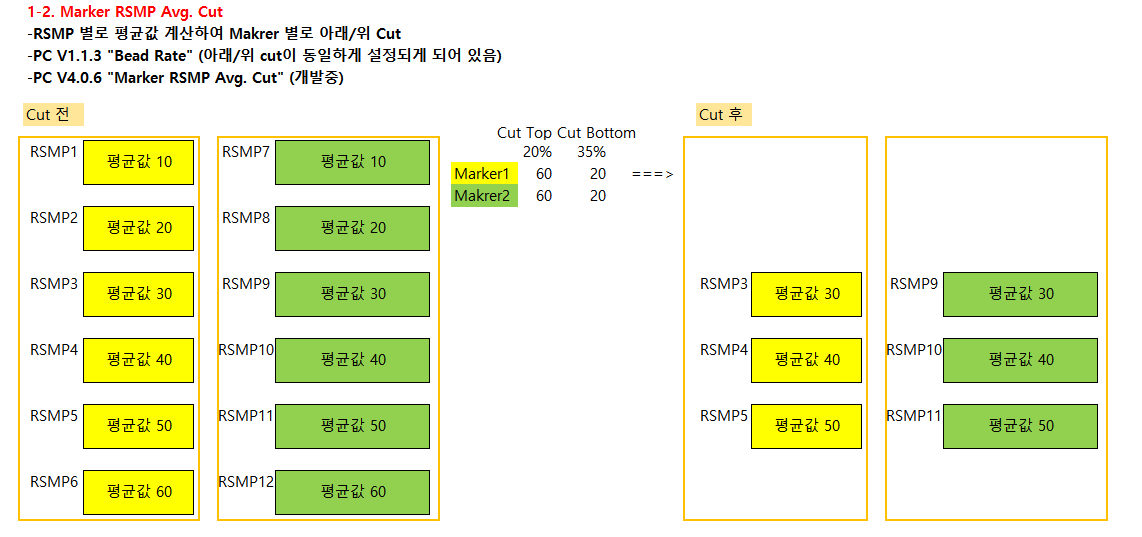 1-2. Marker RSMP Avg. Cut
-RSMP 별로 평균값 계산하여 Makrer 별로 아래/위 Cut
-PC V1.1.3 "Bead Rate" (아래/위 cut이 동일하게 설정되게 되어 있음)
-PC V4.0.6 "Marker RSMP Avg. Cut" (개발중)
Cut 전
RSMP1 평균값 10
RSMP2 평균값 20
RSMP3 평균값 30
RSMP4 평균값 40
RSMP5 평균값 50
RSMP6 평균값 60
RSMP7 평균값 10
RSMP8 평균값 20
RSMP9 평균값 30
RSMP10 평균값 40
RSMP11 평균값 50
RSMP12 평균값 60
Cut Top Cut Bottom
20% 35%
Marker1 60 20 ===>
Makrer2 60 20
Cut 후
RSMP3 평균값 30
RSMP4 평균값 40
RSMP5 평균값 50
RSMP9 평균값 30
RSMP10 평균값 40
RSMP11 평균값 50